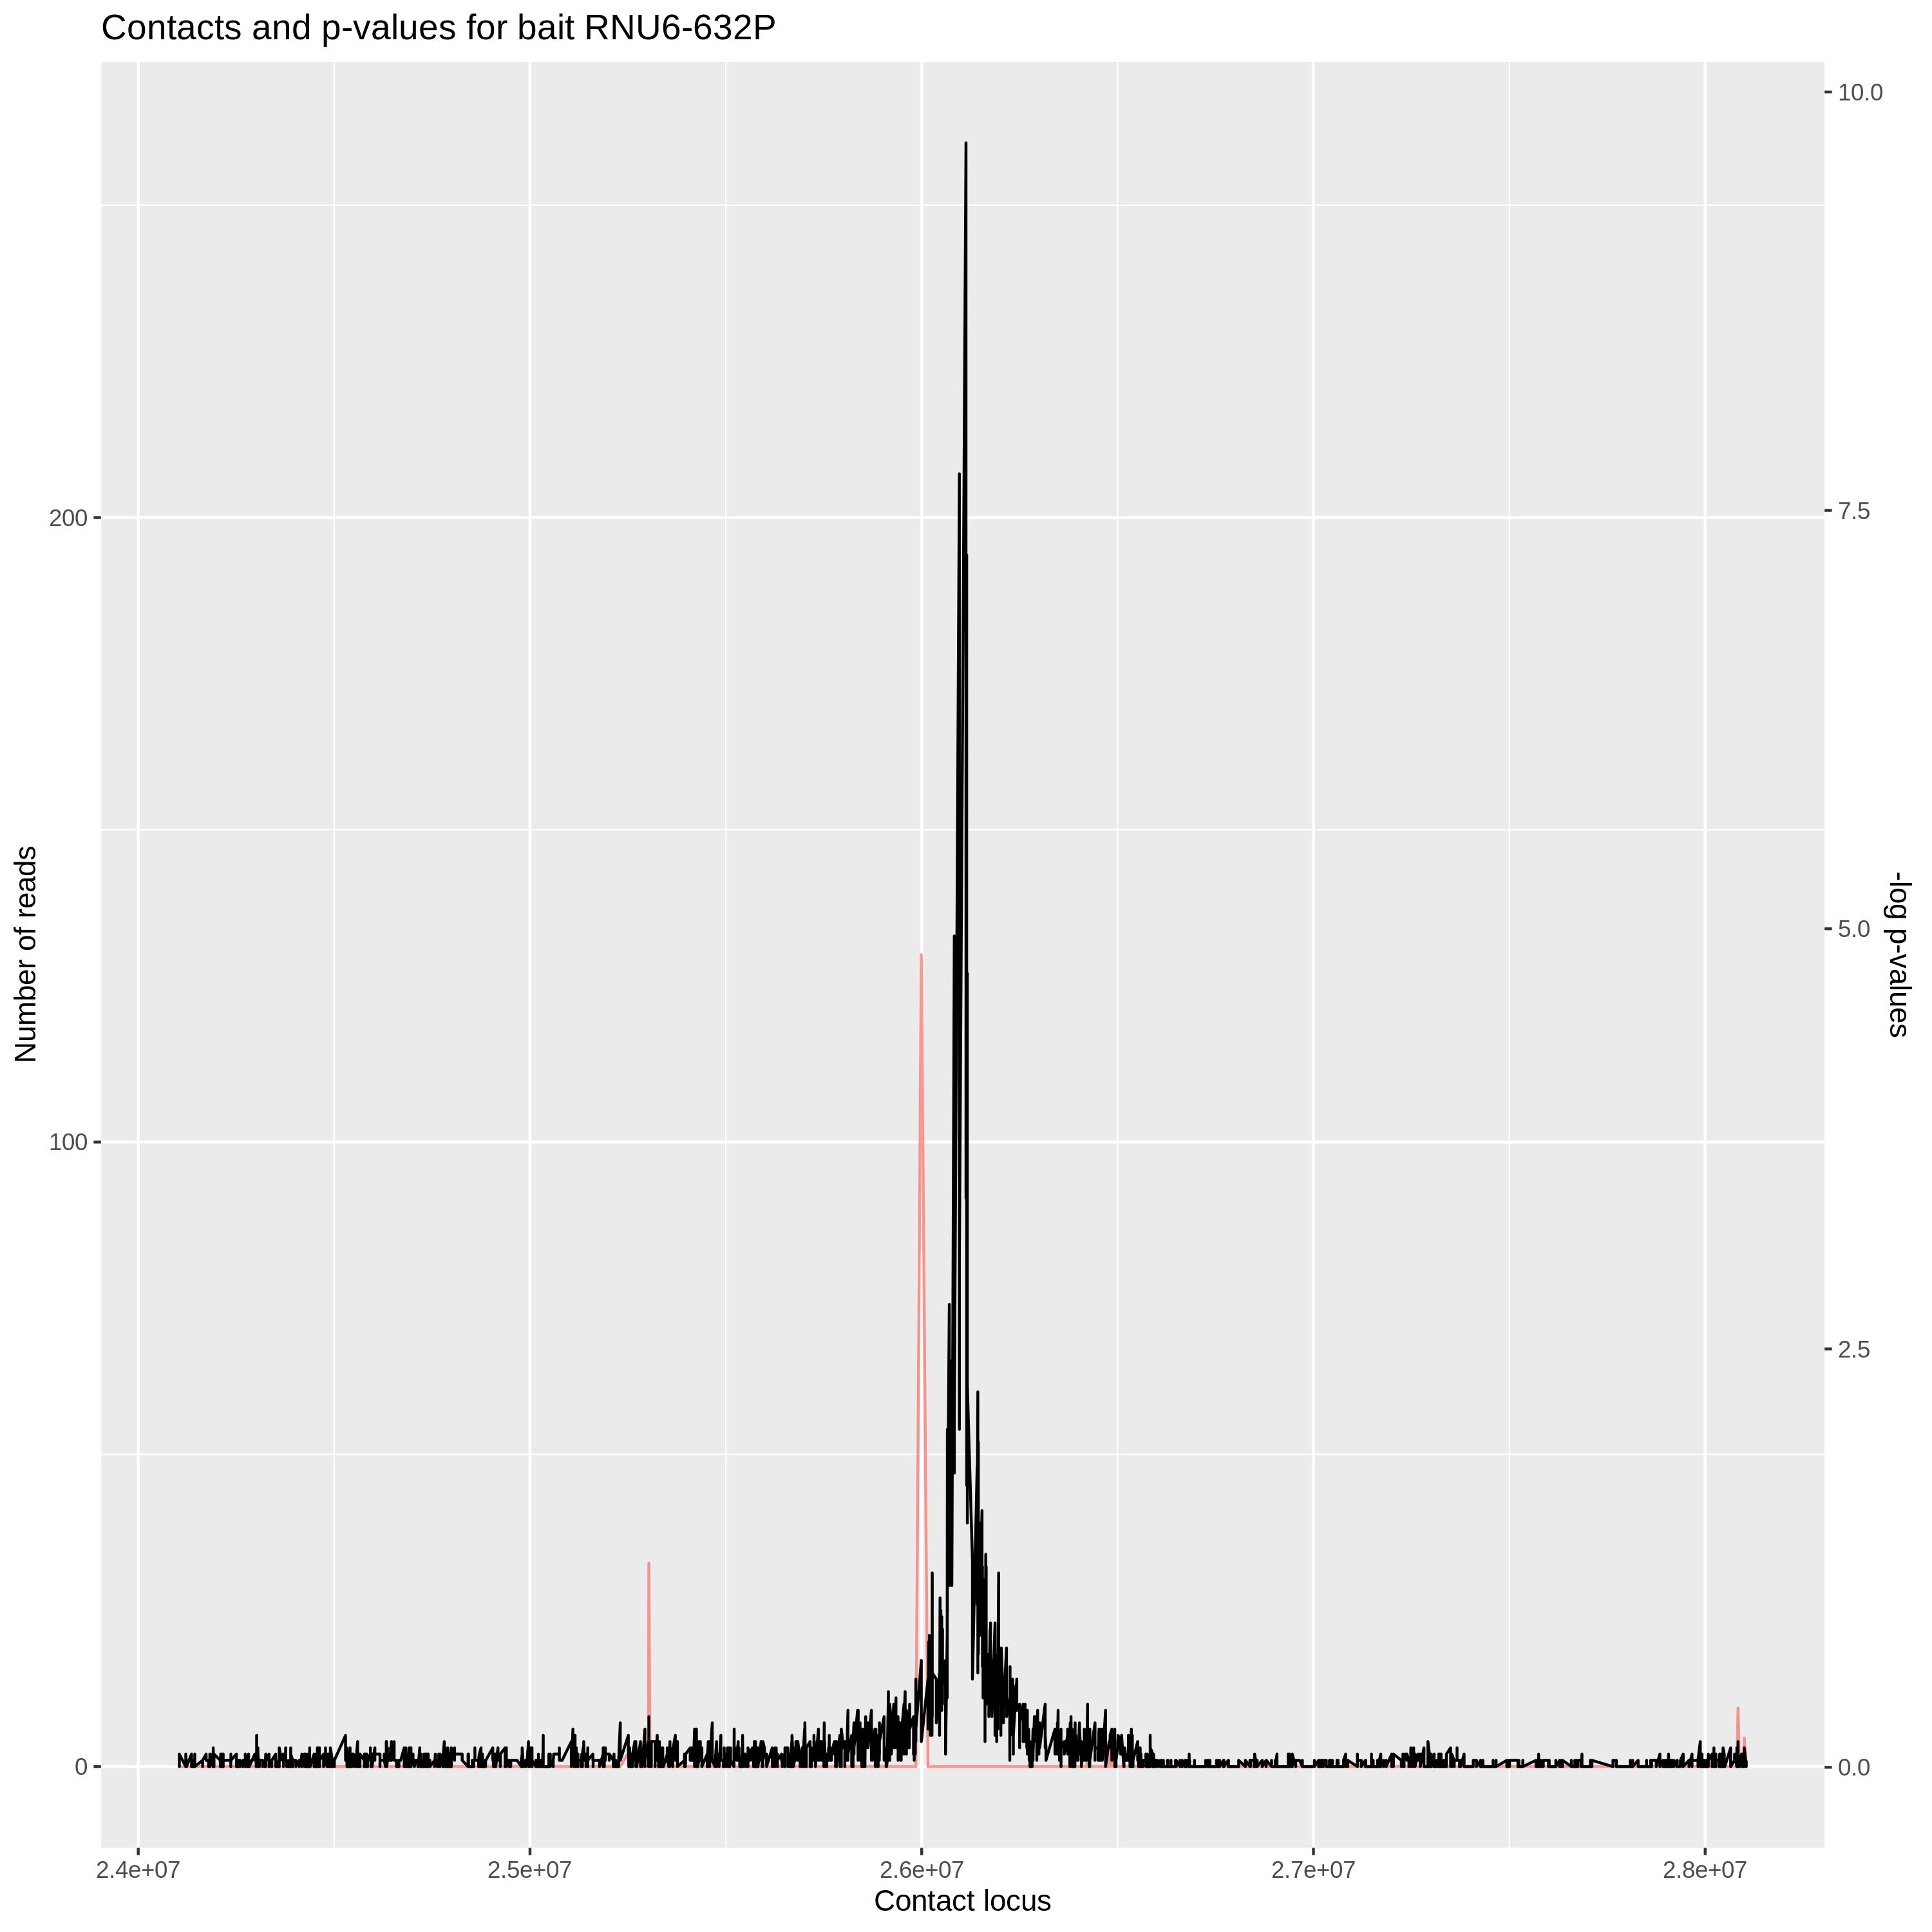 Contacts and p-values for bait RNU6-632P
10.0
200
7.5
Number of reads
-log p-values
5.0
100
2.5
0
0.0
2.4e+07 2.5e+07 2.6e+07 2.7e+07 2.8e+07
Contact locus